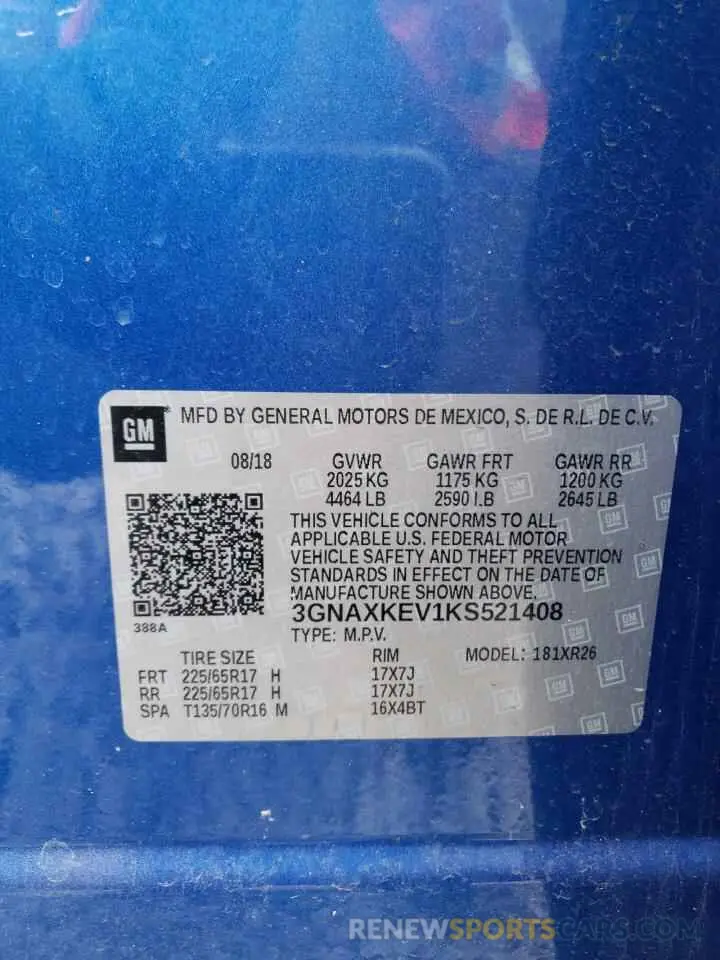 GM
MFD BY GENERAL MOTORS DE MEXICO, S. DE R.L. DE C.V.
08/18 GVWR GAWR FRT GAWR RR
2025 KG 1175 KG 1200 KG
4464 LB 2590 LB 2645 LB
THIS VEHICLE CONFORMS TO ALL
APPLICABLE U.S. FEDERAL MOTOR
VEHICLE SAFETY AND THEFT PREVENTION
STANDARDS IN EFFECT ON THE DATE OF
MANUFACTURE SHOWN ABOVE.
3GNAXKEV1KS521408
388A
TYPE: M.P.V.
TIRE SIZE RIM MODEL: 181XR26
FRT 225/65R17 H 17X7J
RR 225/65R17 H 17X7J
SPA T135/70R16 M 16X4BT
RENEWSPORTSCARS.COM